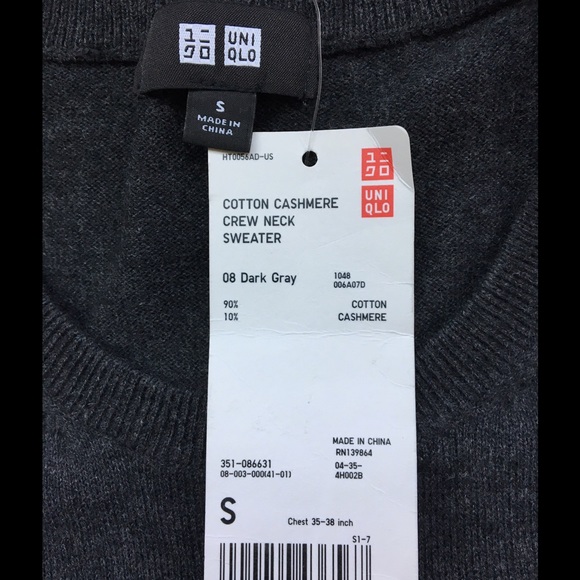 ユニ UNI
クロ QLO
S
MADE IN
CHINA
HT0056AD-US
ユニ
クロ
UNI
QLO
COTTON CASHMERE
CREW NECK
SWEATER
08 Dark Gray 1048
006A07D
90% COTTON
10% CASHMERE
MADE IN CHINA
RN139864
351-086631 04-35-
08-003-000(41-01) 4H002B
S Chest 35-38 inch
S1-7